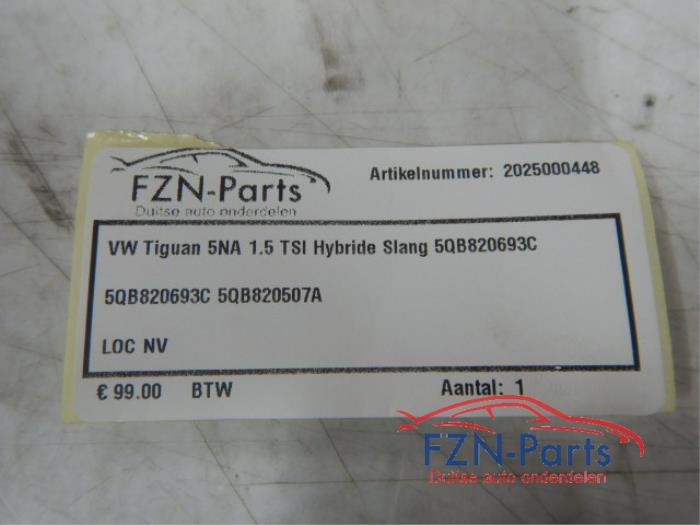 FZN-Parts
Duitse auto onderdelen
Artikelnummer: 2025000448
VW Tiguan 5NA 1.5 TSI Hybride Slang 5QB820693C
5QB820693C 5QB820507A
LOC NV
€ 99.00 BTW Aantal: 1
FZN-Parts
Duitse auto onderdelen